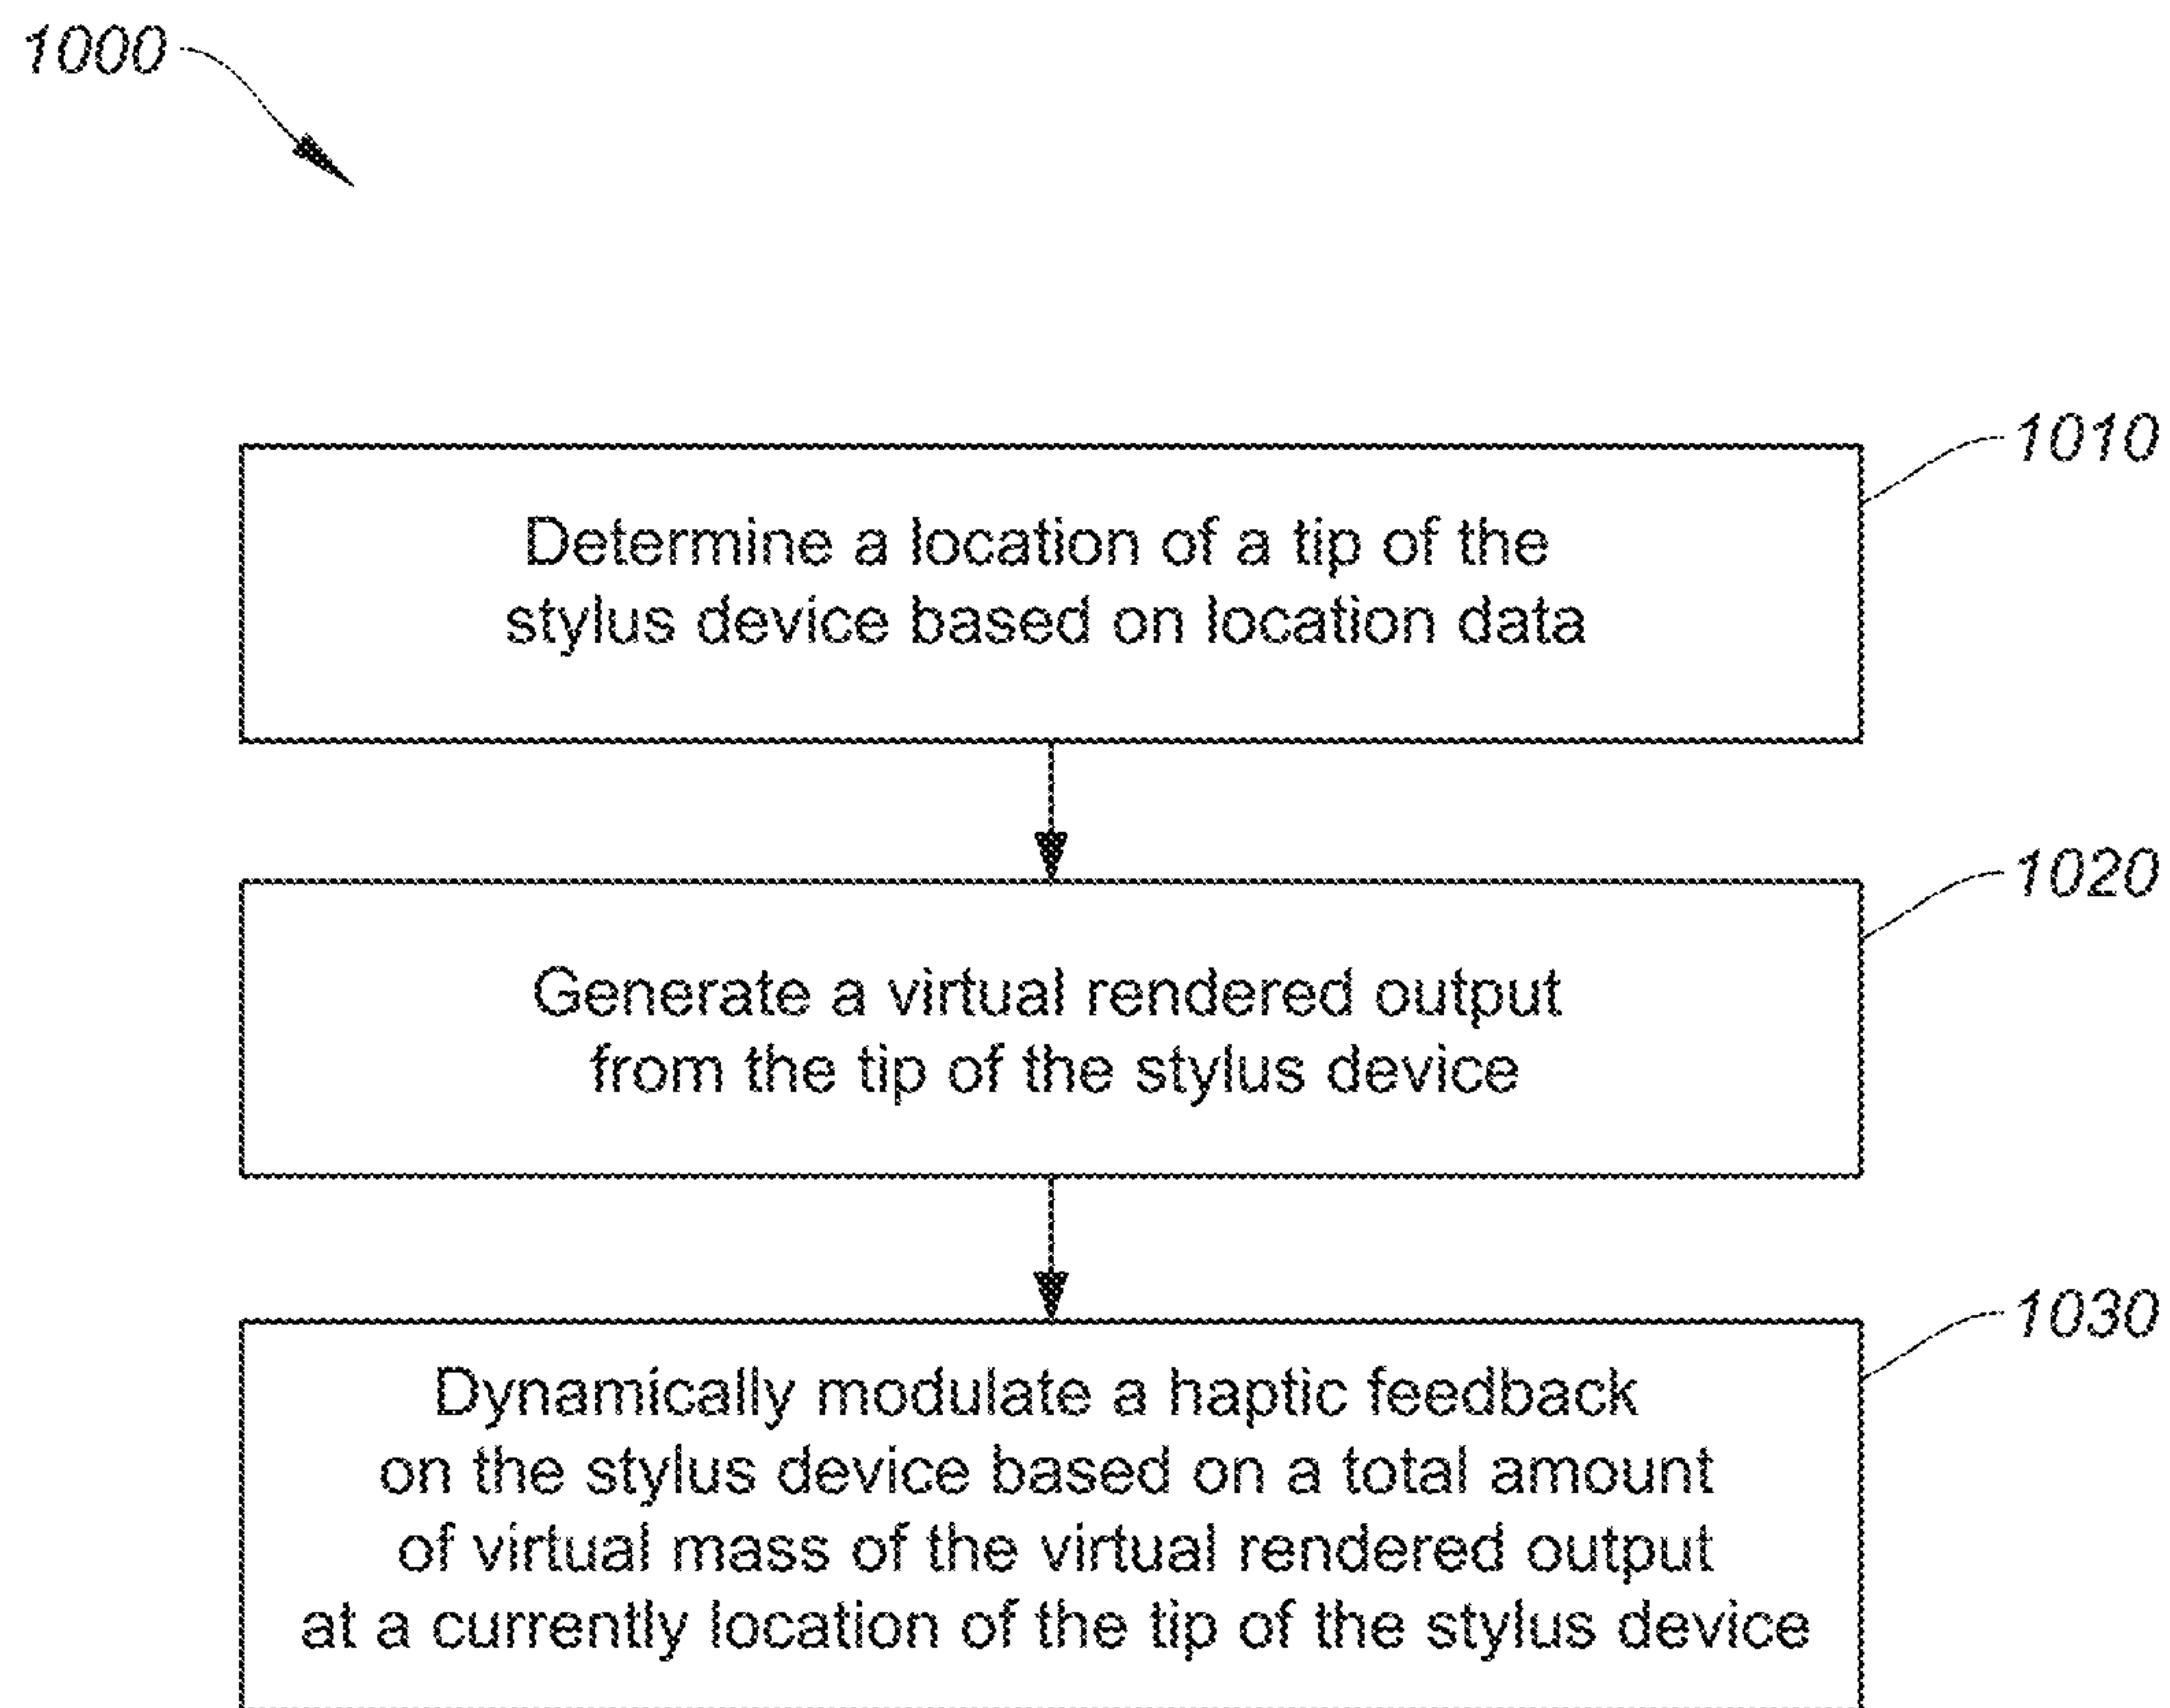 1000
1010
Determine a location of a tip of the
stylus device based on location data
1020
Generate a virtual rendered output
from the tip of the stylus device
1030
Dynamically modulate a haptic feedback
on the stylus device based on a total amount
of virtual mass of the virtual rendered output
at a currently location of the tip of the stylus device